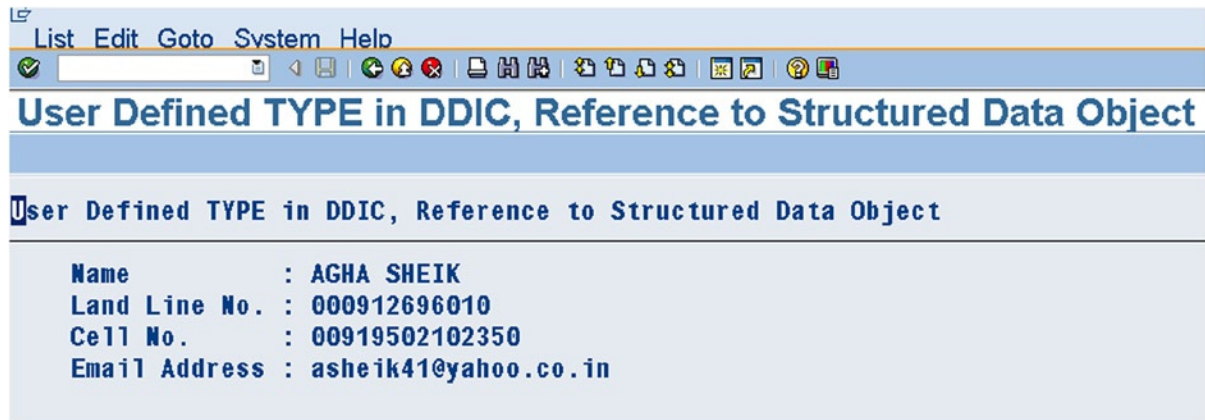 List Edit Goto System Help
User Defined TYPE in DDIC, Reference to Structured Data Object
User Defined TYPE in DDIC, Reference to Structured Data Object
Name : AGHA SHEIK
Land Line No. : 000912696010
Cell No. : 00919502102350
Email Address : asheik41@yahoo.co.in